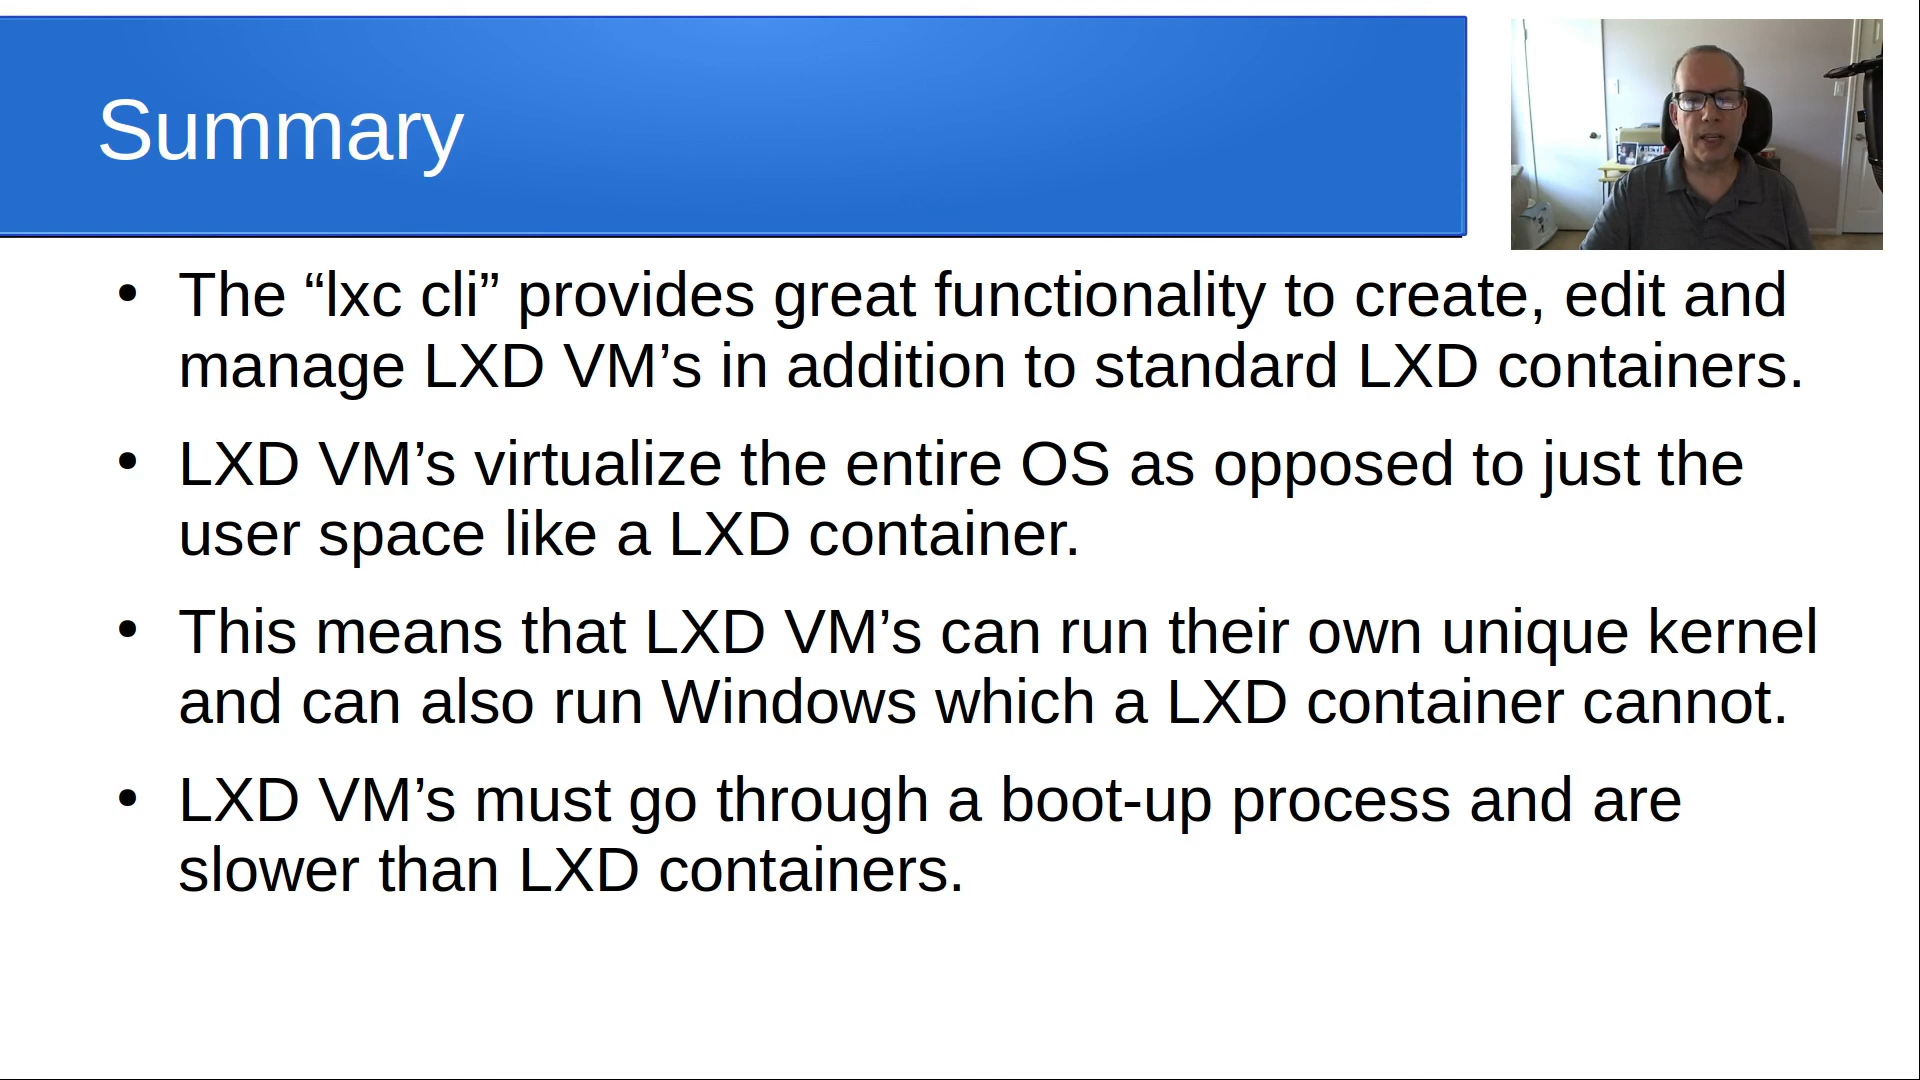 Summary
• The “lxc cli” provides great functionality to create, edit and
manage LXD VM’s in addition to standard LXD containers.
• LXD VM’s virtualize the entire OS as opposed to just the
user space like a LXD container.
• This means that LXD VM’s can run their own unique kernel
and can also run Windows which a LXD container cannot.
• LXD VM’s must go through a boot-up process and are
slower than LXD containers.